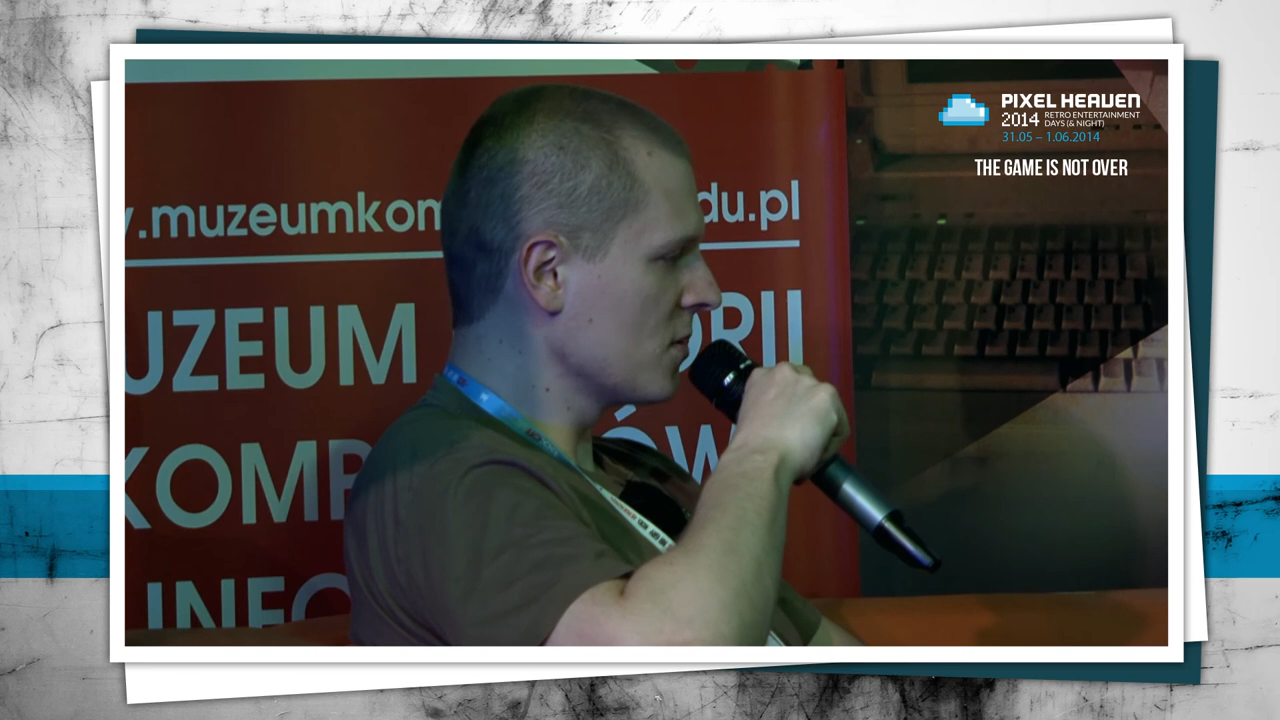 PIXEL HEAVEN
2014 RETRO ENTERTAINMENT
DAYS (& NIGHT)
31.05 – 1.06.2014
THE GAME IS NOT OVER
.muzeumkom du.pl
UZEUM ORII
KOMP ÓW
INFO